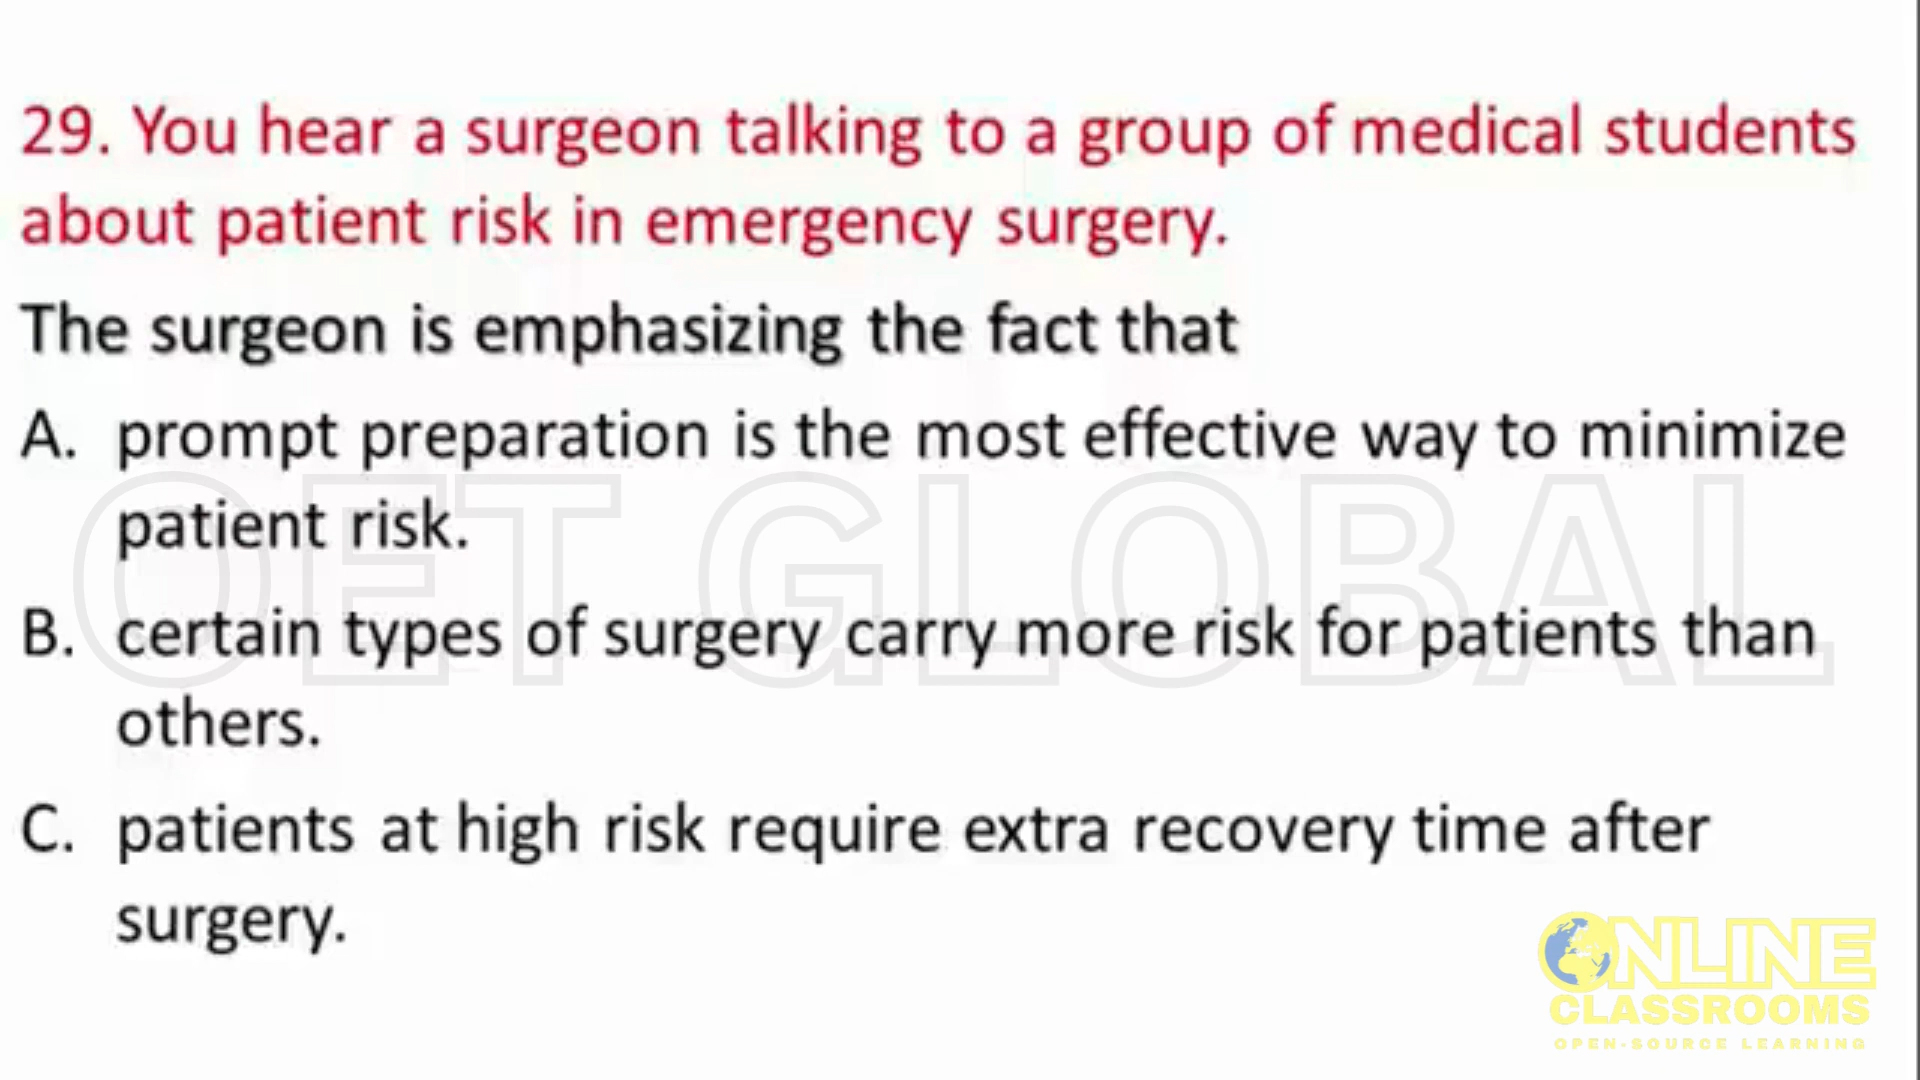 29. You hear a surgeon talking to a group of medical students
about patient risk in emergency surgery.
The surgeon is emphasizing the fact that
A. prompt preparation is the most effective way to minimize
patient risk.
B. certain types of surgery carry more risk for patients than
others.
C. patients at high risk require extra recovery time after
surgery.
OET GLOBAL
ONLINE
CLASSROOMS
OPEN-SOURCE LEARNING